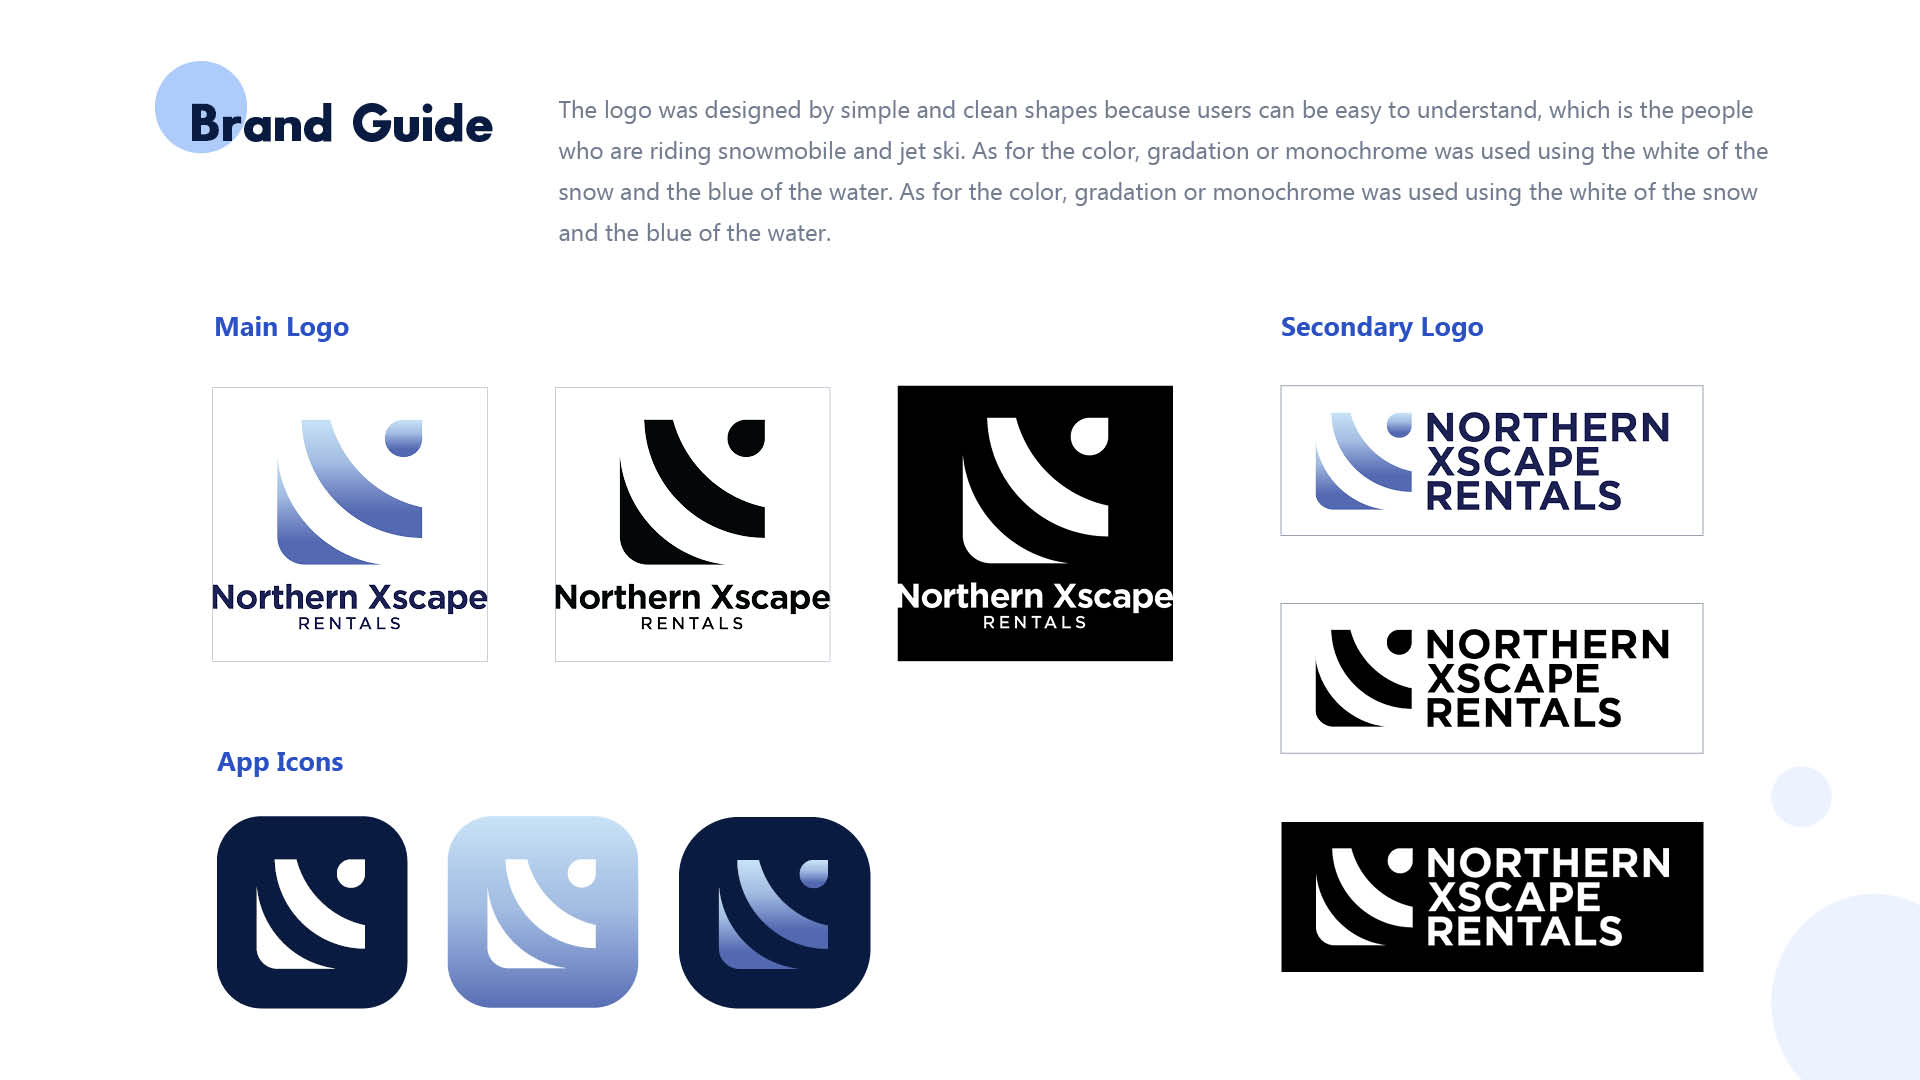 Brand Guide
The logo was designed by simple and clean shapes because users can be easy to understand, which is the people
who are riding snowmobile and jet ski. As for the color, gradation or monochrome was used using the white of the
snow and the blue of the water. As for the color, gradation or monochrome was used using the white of the snow
and the blue of the water.
Main Logo
Northern Xscape
RENTALS
Northern Xscape
RENTALS
Northern Xscape
RENTALS
Secondary Logo
NORTHERN
XSCAPE
RENTALS
NORTHERN
XSCAPE
RENTALS
NORTHERN
XSCAPE
RENTALS
App Icons